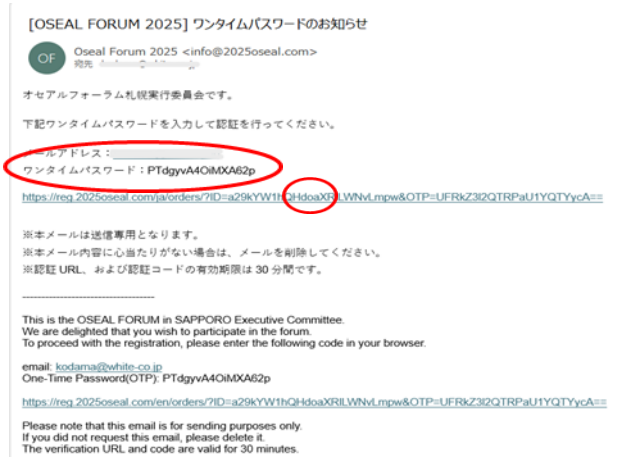 [OSEAL FORUM 2025] ワンタイムパスワードのお知らせ
OF
Oseal Forum 2025 <info@2025oseal.com>
宛先
オセアルフォーラム札幌実行委員会です。
下記ワンタイムパスワードを入力して認証を行ってください。
メールアドレス：
ワンタイムパスワード：PTdgyvA4OiMXA62p
https://reg.2025oseal.com/ja/orders/?ID=a29kYW1hQHdoaXRlLWNvLmpw&OTP=UFRkZ3l2QTRPaU1YQTYycA==
※本メールは送信専用となります。
※本メール内容に心当たりがない場合は、メールを削除してください。
※認証 URL、および認証コードの有効期限は 30 分間です。
------------------------------------
This is the OSEAL FORUM in SAPPORO Executive Committee.
We are delighted that you wish to participate in the forum.
To proceed with the registration, please enter the following code in your browser.
email: kodama@white-co.jp
One-Time Password(OTP): PTdgyvA4OiMXA62p
https://reg.2025oseal.com/en/orders/?ID=a29kYW1hQHdoaXRlLWNvLmpw&OTP=UFRkZ3l2QTRPaU1YQTYycA==
Please note that this email is for sending purposes only.
If you did not request this email, please delete it.
The verification URL and code are valid for 30 minutes.